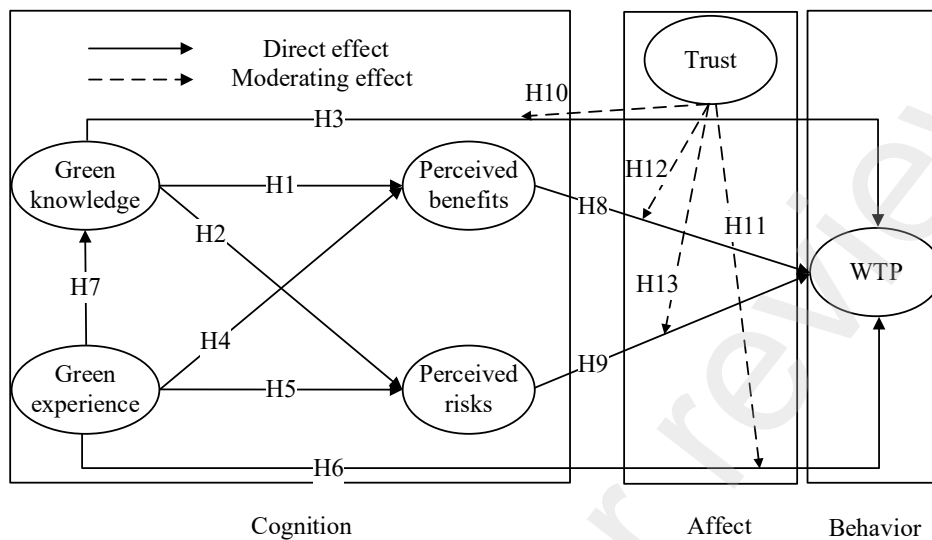 Direct effect
Moderating effect
Trust
H10
H3
Green
knowledge
H1
Perceived
benefits
H12
H8
H2
H11
WTP
H7
H13
H4
Green
experience
H5
Perceived
risks
H9
H6
Cognition
Affect
Behavior
r review